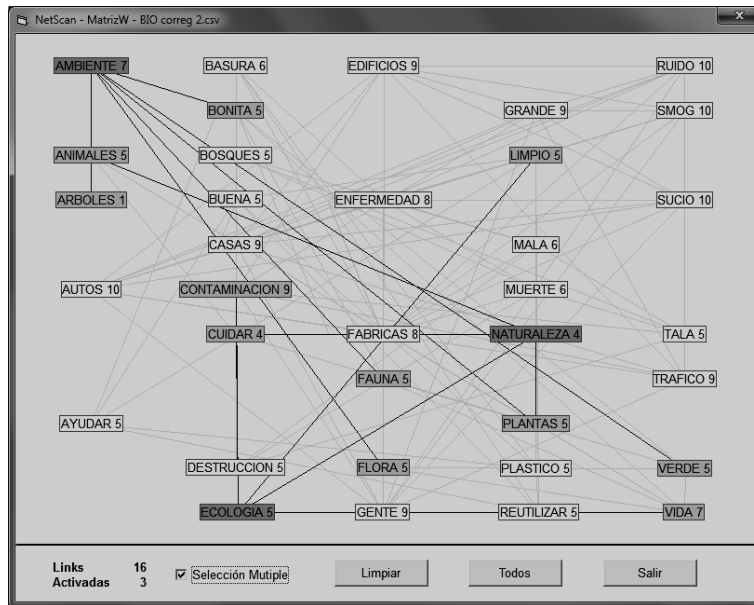 NetScan - MatrizW - BIO correg 2.csv
x
AMBIENTE 7 BASURA 6 EDIFICIOS 9 RUIDO 10
BONITA 5 GRANDE 9 SMOG 10
ANIMALES 5 BOSQUES 5 LIMPIO 5
ARBOLES 1 BUENA 5 ENFERMEDAD 8 SUCIO 10
CASAS 9 MALA 6
AUTOS 10 CONTAMINACION 9 MUERTE 6
CUIDAR 4 FABRICAS 8 NATURALEZA 4 TALA 5
FAUNA 5 TRAFICO 9
AYUDAR 5 PLANTAS 5
DESTRUCCION 5 FLORA 5 PLASTICO 5 VERDE 5
ECOLOGIA 5 GENTE 9 REUTILIZAR 5 VIDA 7
Links 16
Activadas 3
Selección Mutiple
Limpiar
Todos
Salir